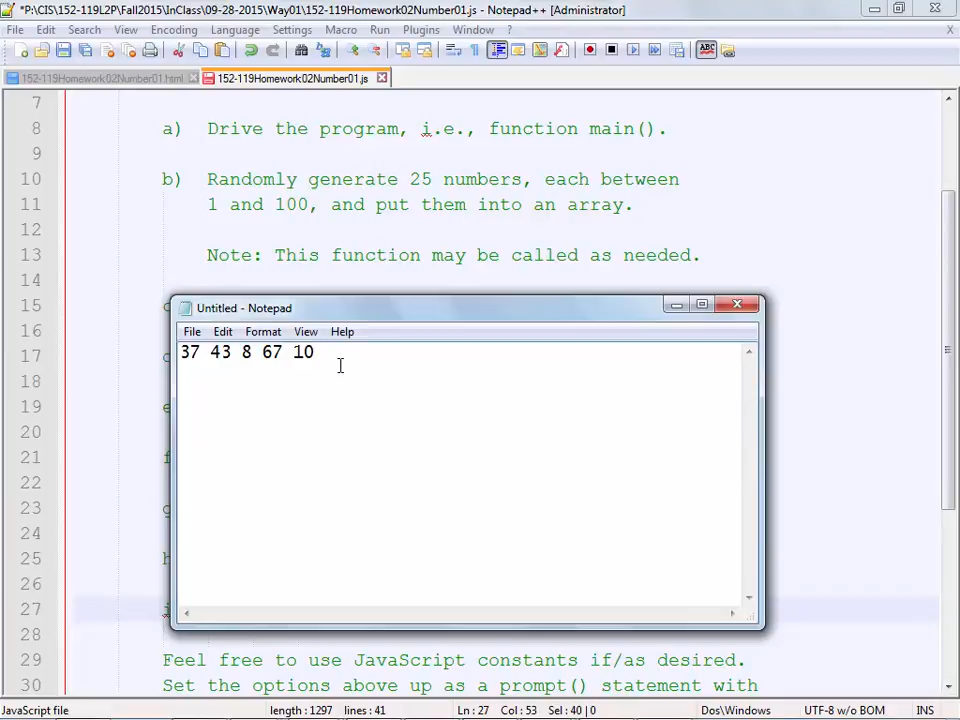 *P:\CIS\152-L2P\Fall2015\InClass\09-28-2015\Way01\152-119Homework02Number01.js - Notepad++ [Administrator]
File Edit Search View Encoding Language Settings Macro Run Plugins Window ? X
152-119Homework02Number01.html 152-119Homework02Number01.js
7
8 a) Drive the program, i.e., function main().
9
10 b) Randomly generate 25 numbers, each between
11 1 and 100, and put them into an array.
12
13 Note: This function may be called as needed.
14
15
16
17
18
19
20
21
22
23
24
25
26
27
28
29 Feel free to use JavaScript constants if/as desired.
30 Set the options above up as a prompt() statement with
Untitled - Notepad
File Edit Format View Help
37 43 8 67 10
JavaScript file length : 1297 lines : 41 Ln : 27 Col : 53 Sel : 40 | 0 Dos\Windows UTF-8 w/o BOM INS